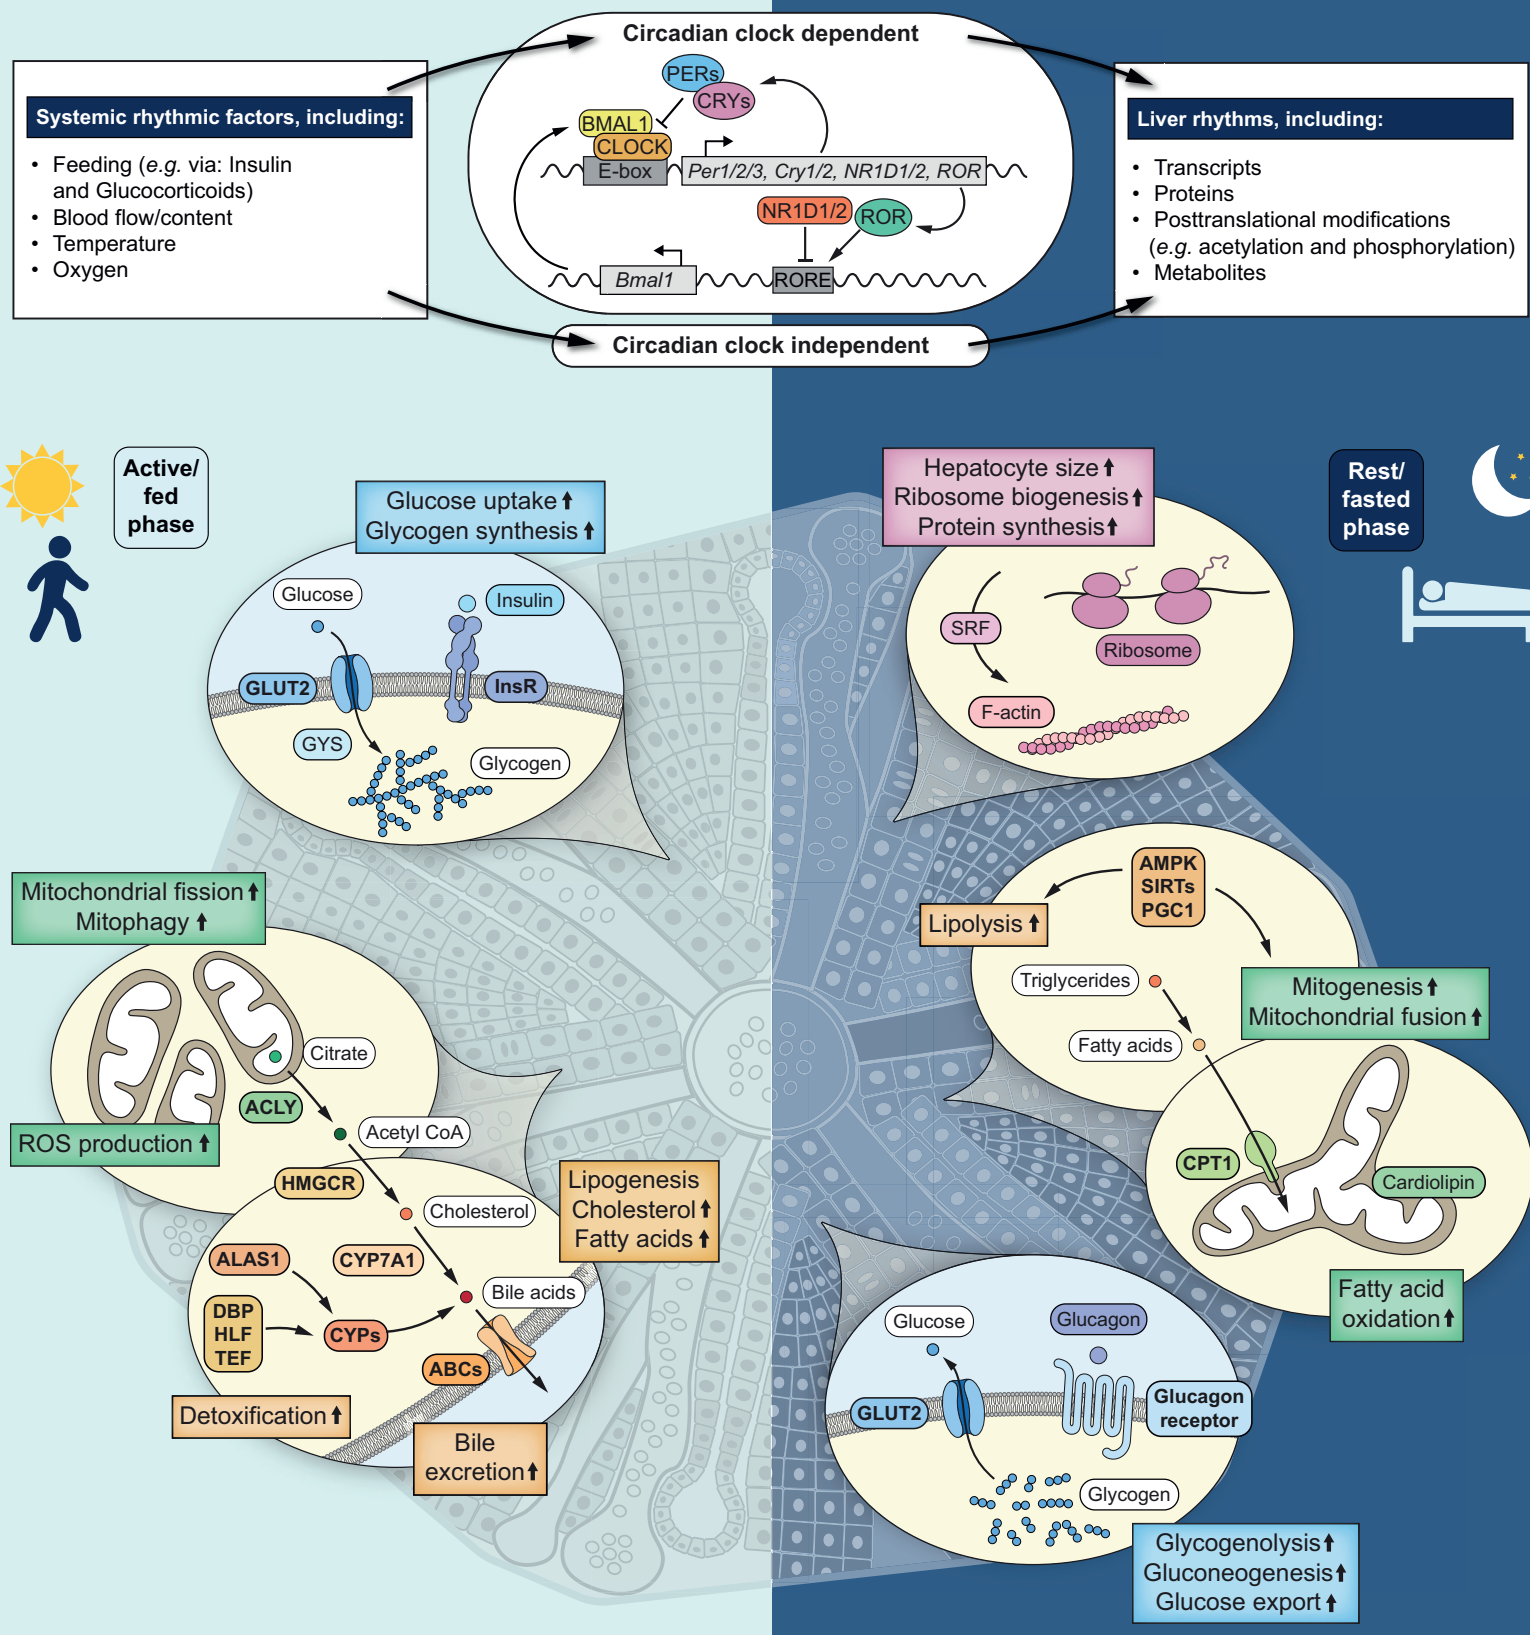 Circadian clock dependent
PERs
CRYs
BMAL1
CLOCK
E-box
Per1/2/3, Cry1/2, NR1D1/2, ROR
NR1D1/2
ROR
Bmal1
RORE
Circadian clock independent
Systemic rhythmic factors, including:
• Feeding (e.g. via: Insulin
and Glucocorticoids)
• Blood flow/content
• Temperature
• Oxygen
Liver rhythms, including:
• Transcripts
• Proteins
• Posttranslational modifications
(e.g. acetylation and phosphorylation)
• Metabolites
Active/
fed
phase
Glucose uptake
Glycogen synthesis
Glucose
Insulin
GLUT2
InsR
GYS
Glycogen
Mitochondrial fission
Mitophagy
Citrate
ACLY
Acetyl CoA
ROS production
HMGCR
Cholesterol
Lipogenesis
Cholesterol
Fatty acids
ALAS1
CYP7A1
Bile acids
DBP
HLF
TEF
CYPs
ABCs
Detoxification
Bile
excretion
Rest/
fasted
phase
Hepatocyte size
Ribosome biogenesis
Protein synthesis
SRF
Ribosome
F-actin
AMPK
SIRTs
PGC1
Lipolysis
Triglycerides
Mitogenesis
Mitochondrial fusion
Fatty acids
CPT1
Cardiolipin
Fatty acid
oxidation
Glucose
Glucagon
GLUT2
Glucagon
receptor
Glycogen
Glycogenolysis
Gluconeogenesis
Glucose export